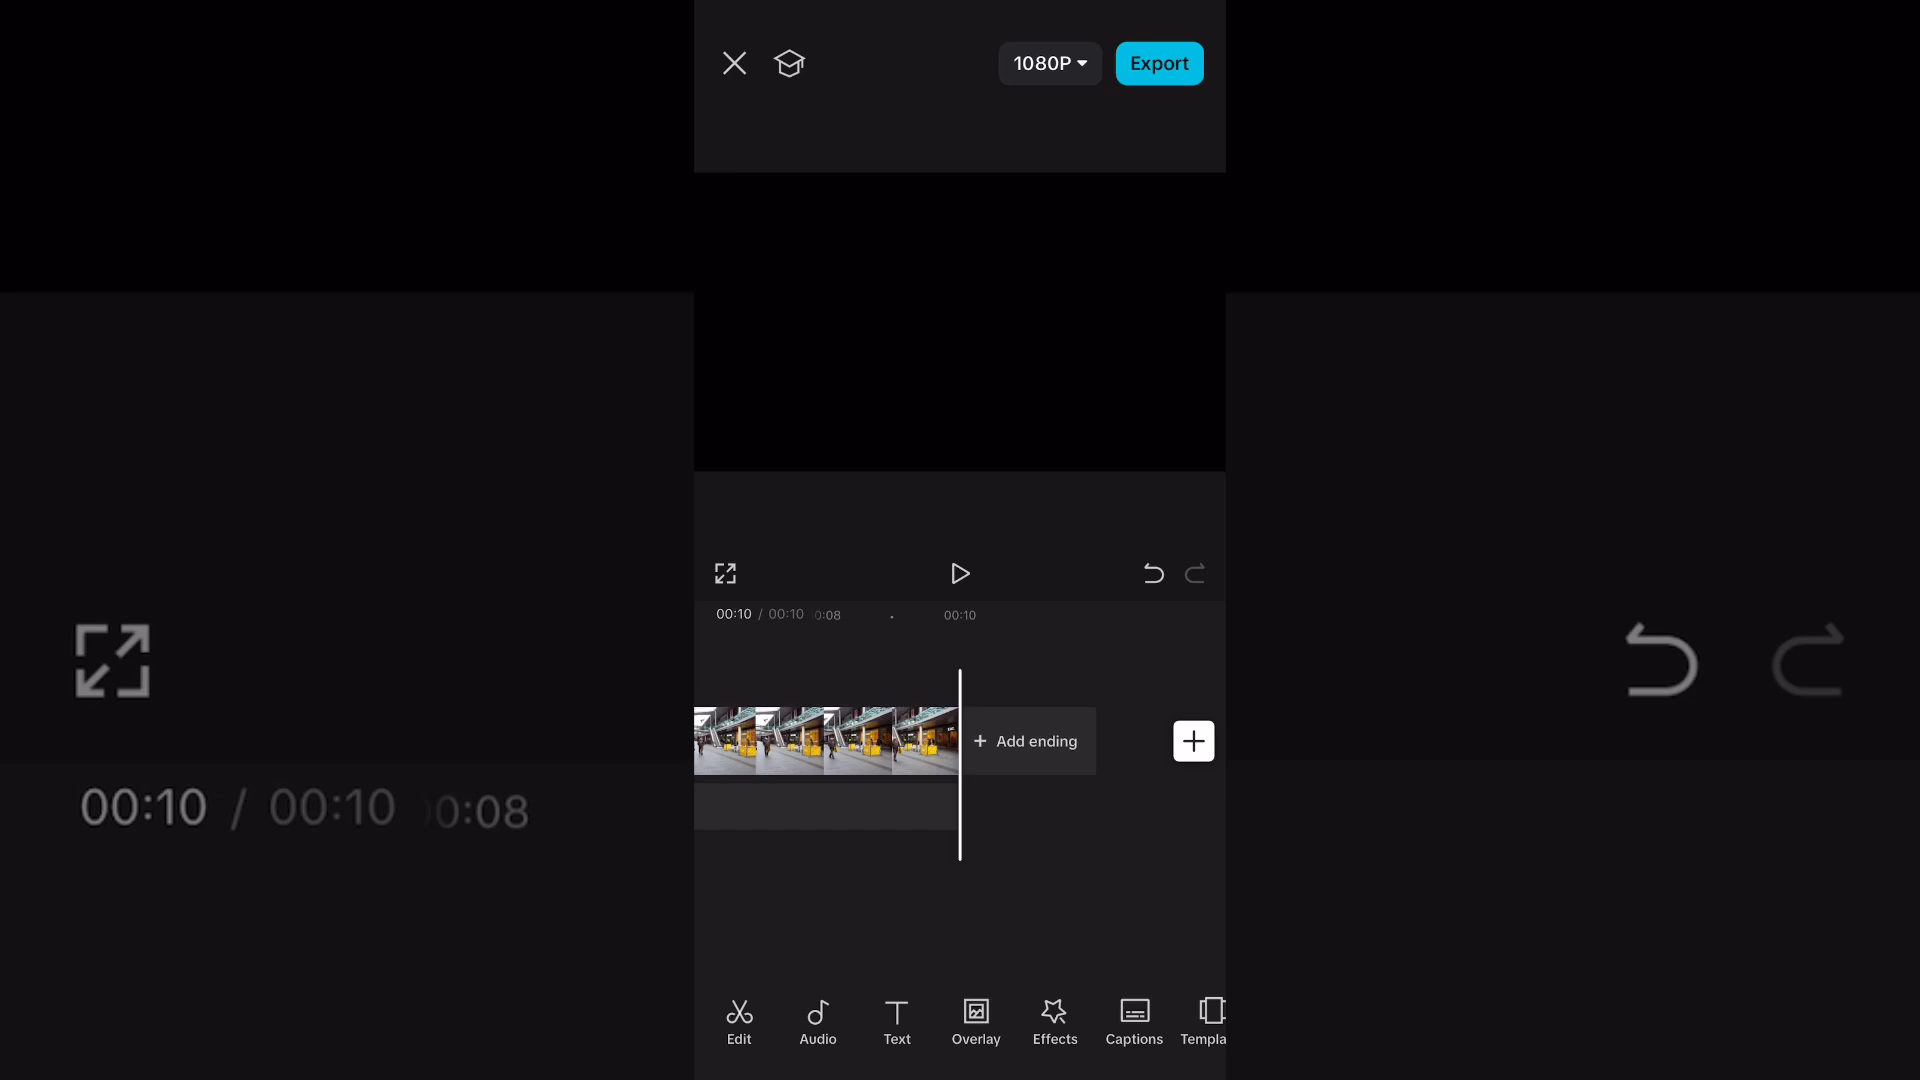 1080P
Export
00:10 / 00:10 0:08 00:10
+ Add ending
Edit Audio Text Overlay Effects Captions Templa
00:10 / 00:10 0:08